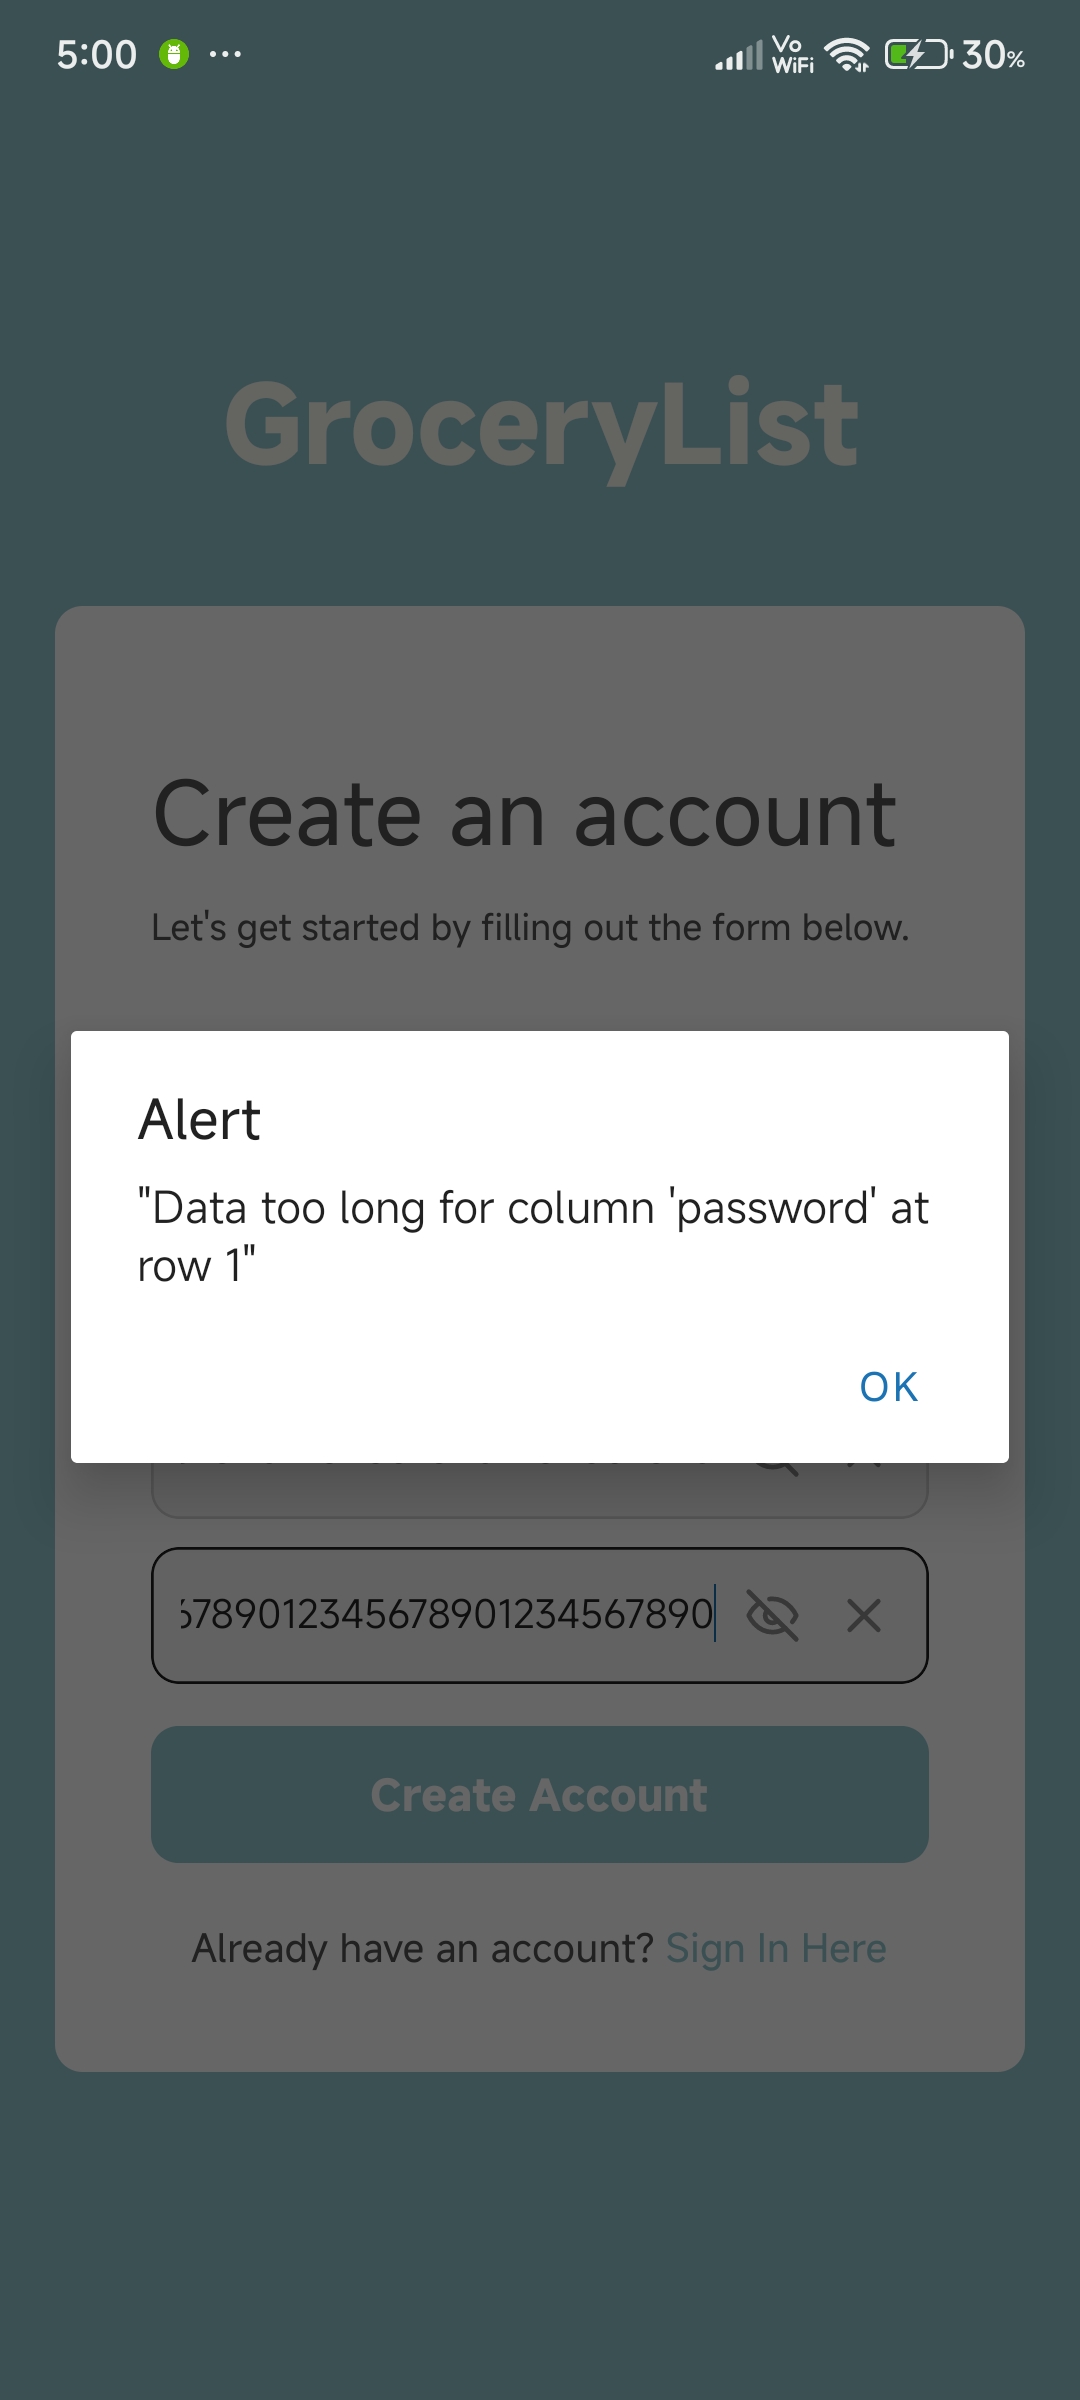 5:00 ... Vo WiFi 30%
GroceryList
Create an account
Let's get started by filling out the form below.
Alert
"Data too long for column 'password' at
row 1"
OK
6789012345678901234567890
Create Account
Already have an account? Sign In Here